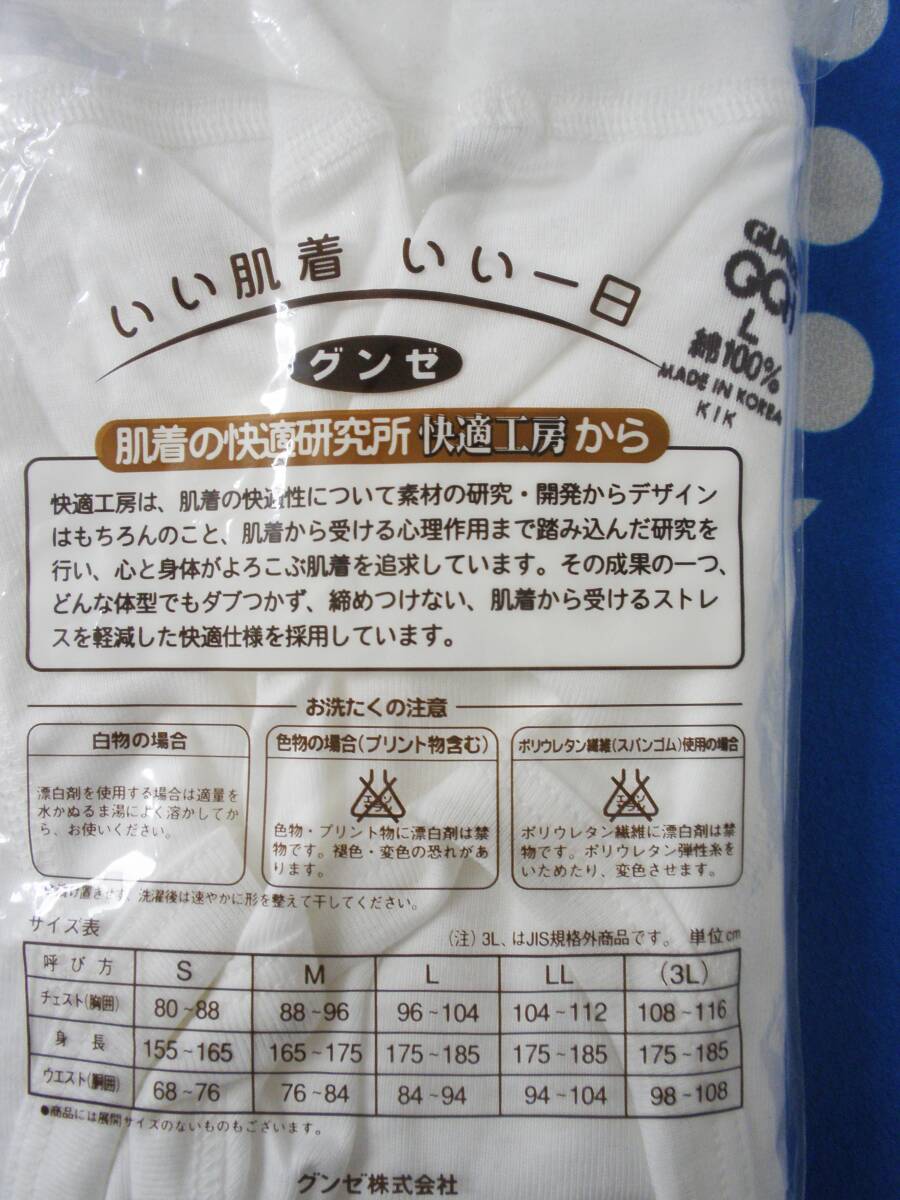 いい肌着 いい一日
グンゼ
L
綿100%
MADE IN KOREA
KIK
肌着の快適研究所 快適工房 から
快適工房は、肌着の快適性について素材の研究・開発からデザイン
はもちろんのこと、肌着から受ける心理作用まで踏み込んだ研究を
行い、心と身体がよろこぶ肌着を追求しています。その成果の一つ、
どんな体型でもダブつかず、締めつけない、肌着から受けるストレ
スを軽減した快適仕様を採用しています。
お洗たくの注意
白物の場合
漂白剤を使用する場合は適量を
水かぬるま湯によく溶かしてか
ら、お使いください。
色物の場合(プリント物含む)
エンソ
サラシ
色物・プリント物に漂白剤は禁
物です。褪色・変色の恐れがあ
ります。
ポリウレタン繊維(スパンゴム)使用の場合
エンソ
サラシ
ポリウレタン繊維に漂白剤は禁
物です。ポリウレタン弾性糸を
いためたり、変色させます。
け置きせず、洗濯後は速やかに形を整えて干してください。
サイズ表
(注) 3L、はJIS規格外商品です。 単位cm
呼び方 S M L LL (3L)
チェスト(胸囲) 80~88 88~96 96~104 104~112 108~116
身長 155~165 165~175 175~185 175~185 175~185
ウエスト(胴囲) 68~76 76~84 84~94 94~104 98~108
●商品には展開サイズのないものもございます。
グンゼ株式会社